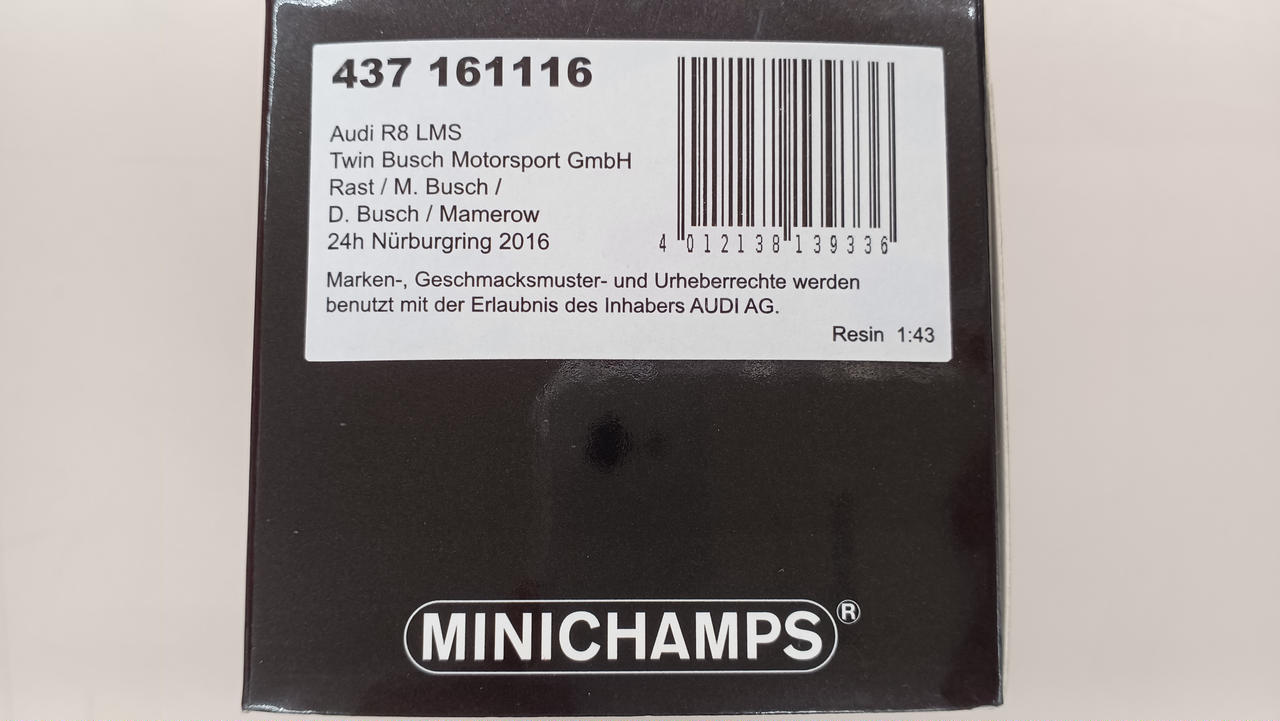 437 161116
Audi R8 LMS
Twin Busch Motorsport GmbH
Rast / M. Busch /
D. Busch / Mamerow
24h Nürburgring 2016
4 012138 139336
Marken-, Geschmacksmuster- und Urheberrechte werden
benutzt mit der Erlaubnis des Inhabers AUDI AG.
Resin 1:43
MINICHAMPS®